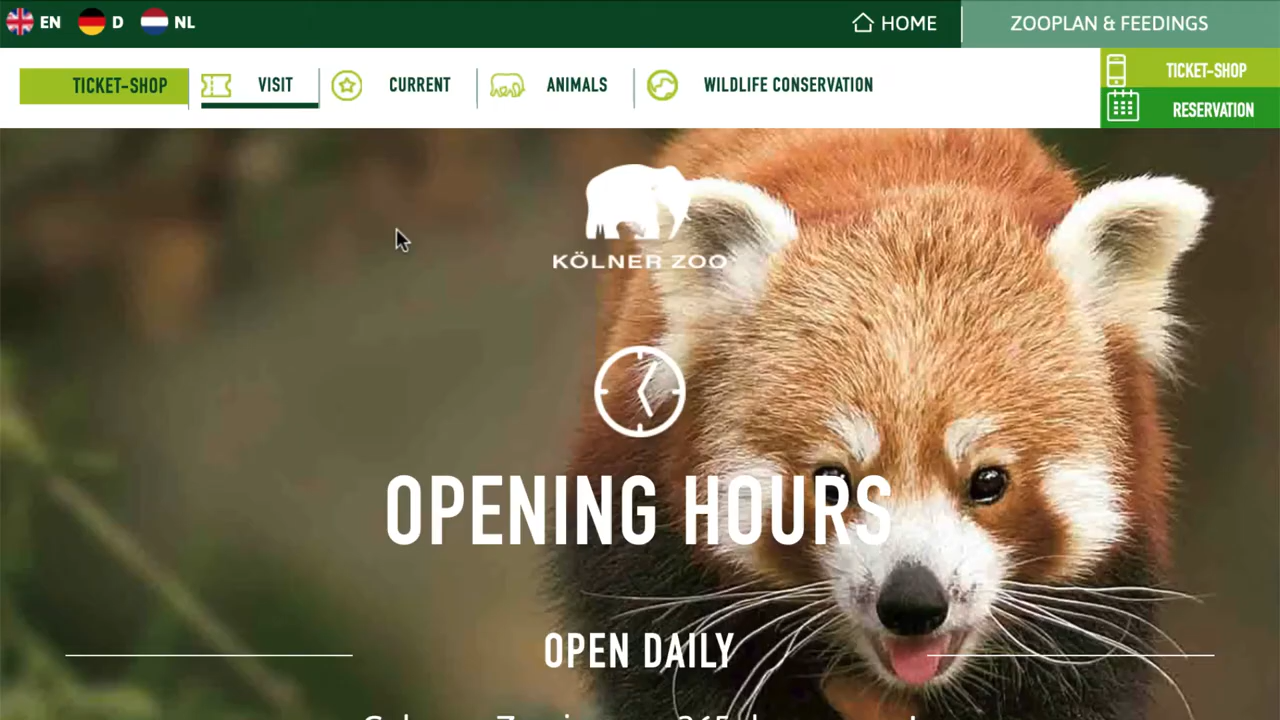 EN D NL HOME ZOOPLAN & FEEDINGS
TICKET-SHOP VISIT CURRENT ANIMALS WILDLIFE CONSERVATION TICKET-SHOP
RESERVATION
KÖLNER ZOO
OPENING HOURS
OPEN DAILY